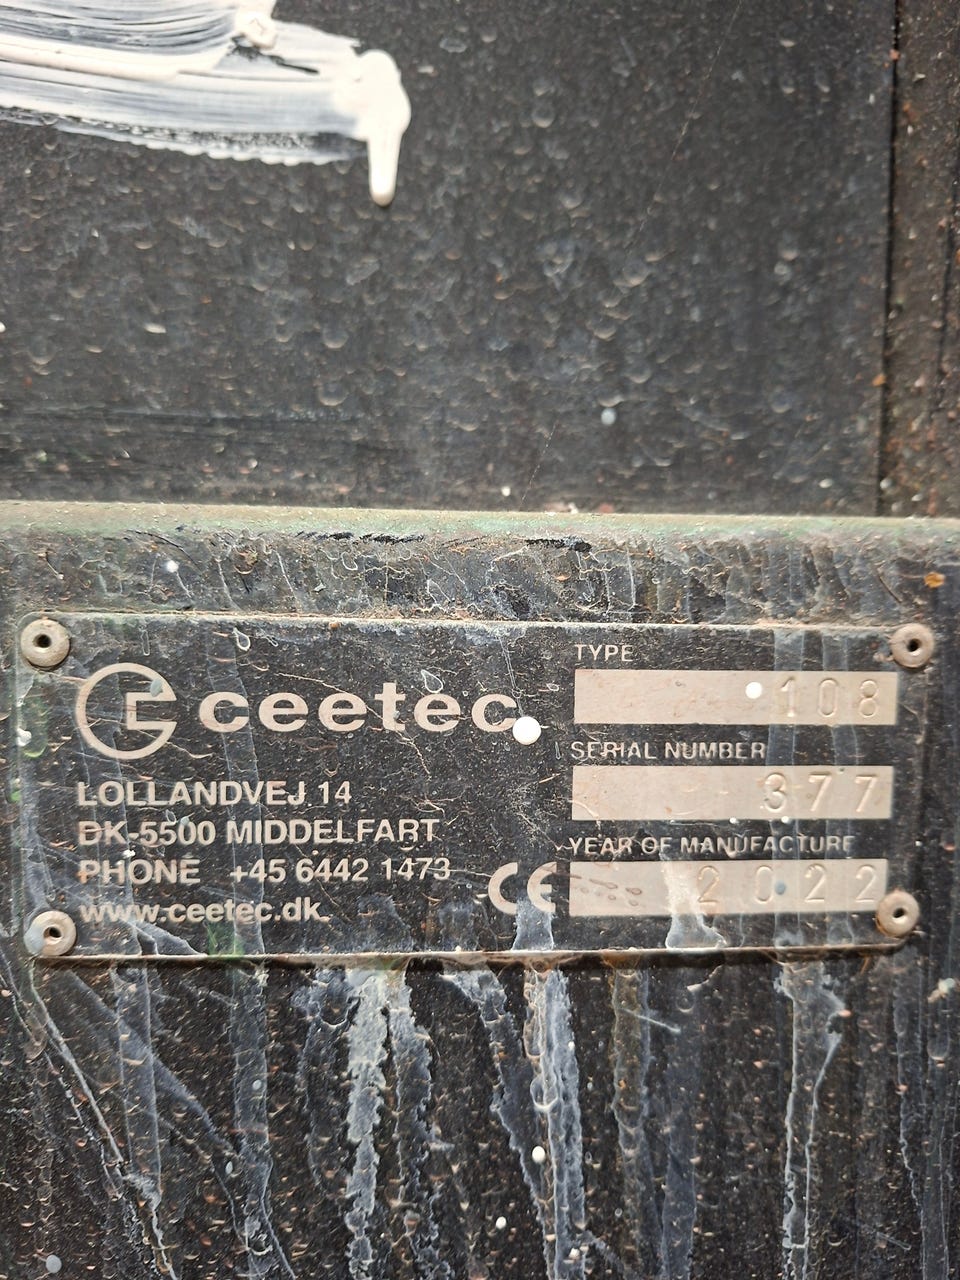 ceetec
LOLLANDVEJ 14
DK-5500 MIDDELFART
PHONE +45 6442 1473
www.ceetec.dk
CE
TYPE
108
SERIAL NUMBER
377
YEAR OF MANUFACTURE
2022